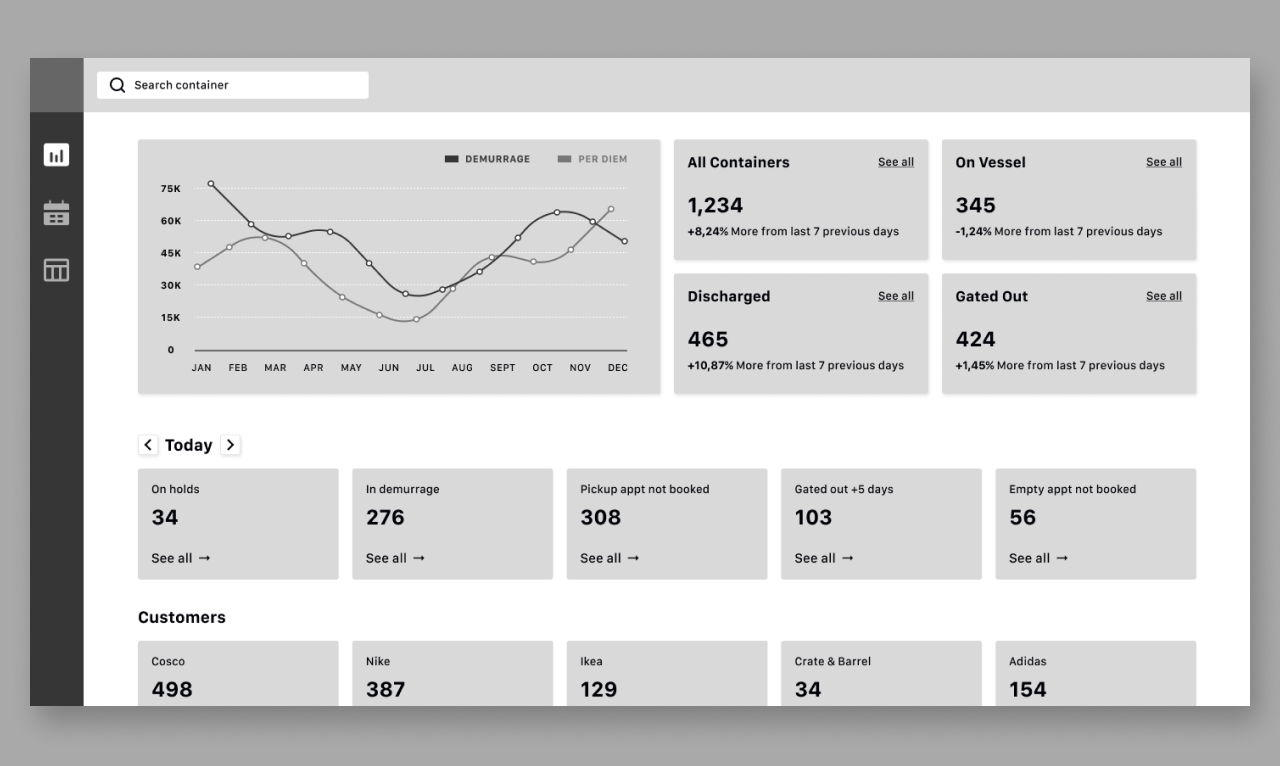 Search container
DEMURRAGE PER DIEM
75K
60K
45K
30K
15K
0
JAN FEB MAR APR MAY JUN JUL AUG SEPT OCT NOV DEC
All Containers See all
1,234
+8,24% More from last 7 previous days
On Vessel See all
345
-1,24% More from last 7 previous days
Discharged See all
465
+10,87% More from last 7 previous days
Gated Out See all
424
+1,45% More from last 7 previous days
Today
On holds
34
See all →
In demurrage
276
See all →
Pickup appt not booked
308
See all →
Gated out +5 days
103
See all →
Empty appt not booked
56
See all →
Customers
Cosco
498
Nike
387
Ikea
129
Crate & Barrel
34
Adidas
154